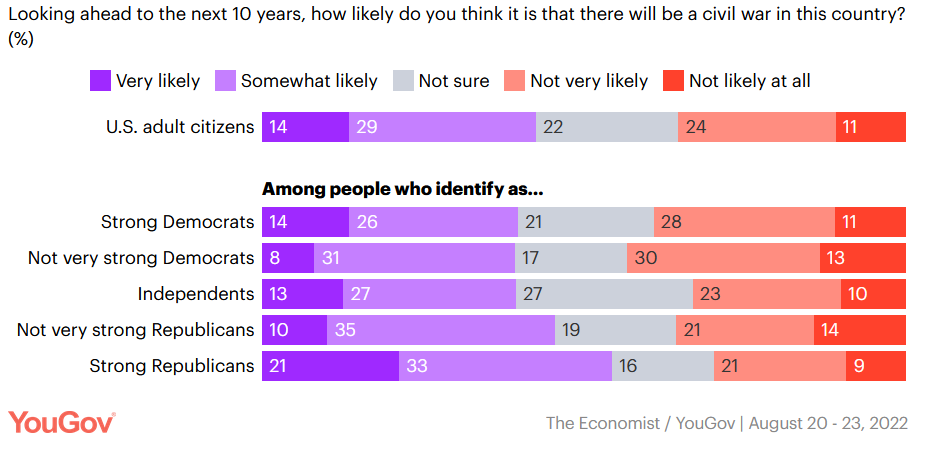 Looking ahead to the next 10 years, how likely do you think it is that there will be a civil war in this country?
(%)
Very likely Somewhat likely Not sure Not very likely Not likely at all
U.S. adult citizens 14 29 22 24 11
Among people who identify as...
Strong Democrats 14 26 21 28 11
Not very strong Democrats 8 31 17 30 13
Independents 13 27 27 23 10
Not very strong Republicans 10 35 19 21 14
Strong Republicans 21 33 16 21 9
YouGov The Economist / YouGov | August 20 - 23, 2022